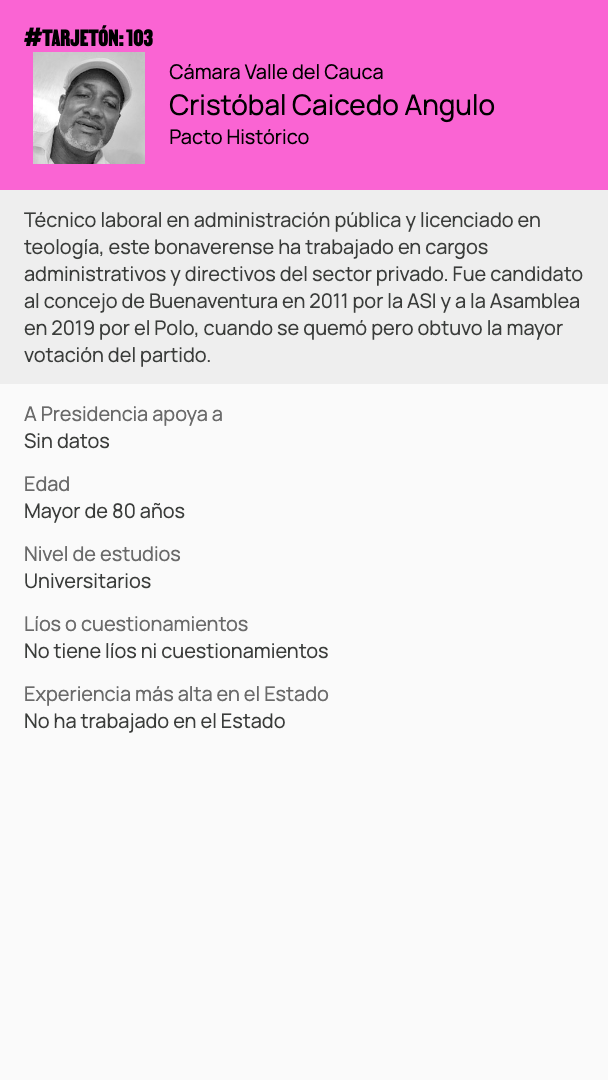 #TARJETÓN: 103
Cámara Valle del Cauca
Cristóbal Caicedo Angulo
Pacto Histórico
Técnico laboral en administración pública y licenciado en
teología, este bonaverense ha trabajado en cargos
administrativos y directivos del sector privado. Fue candidato
al concejo de Buenaventura en 2011 por la ASI y a la Asamblea
en 2019 por el Polo, cuando se quemó pero obtuvo la mayor
votación del partido.
A Presidencia apoya a
Sin datos
Edad
Mayor de 80 años
Nivel de estudios
Universitarios
Líos o cuestionamientos
No tiene líos ni cuestionamientos
Experiencia más alta en el Estado
No ha trabajado en el Estado